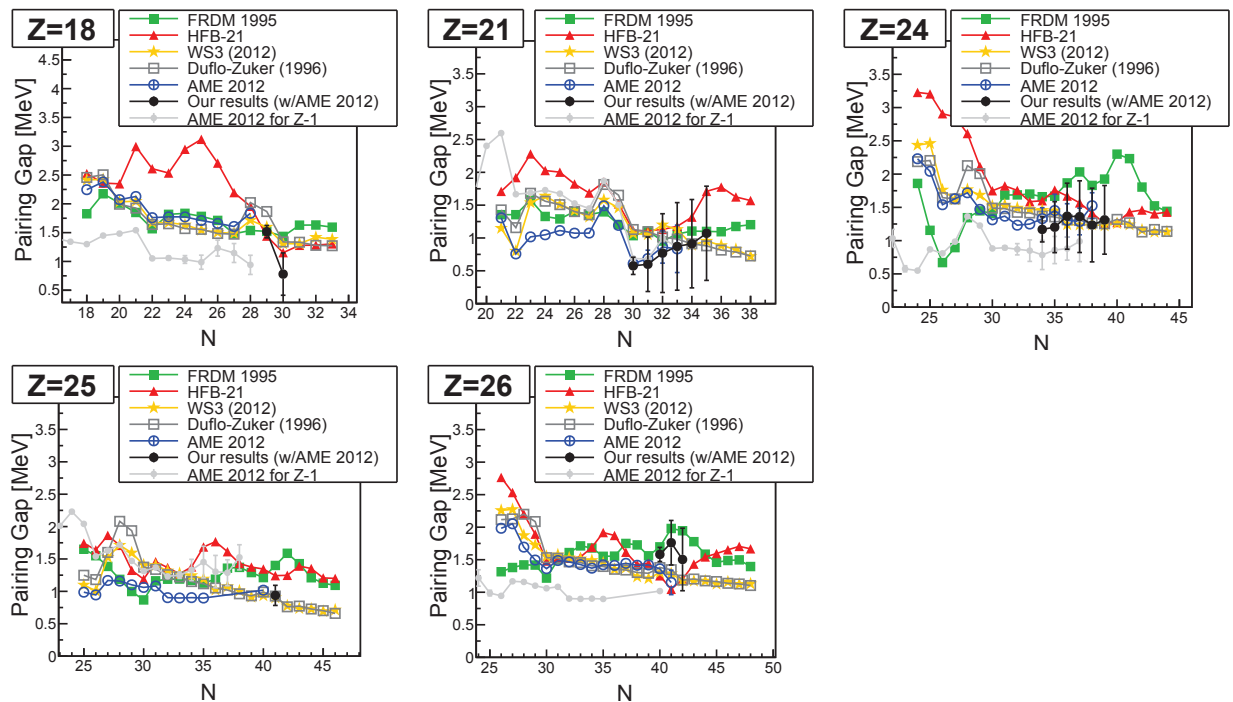 Z=18
FRDM 1995
HFB-21
WS3 (2012)
Duflo-Zuker (1996)
AME 2012
Our results (w/AME 2012)
AME 2012 for Z-1
Pairing Gap [MeV]
4.5
4
3.5
3
2.5
2
1.5
1
0.5
18 20 22 24 26 28 30 32 34
N
Z=21
FRDM 1995
HFB-21
WS3 (2012)
Duflo-Zuker (1996)
AME 2012
Our results (w/AME 2012)
AME 2012 for Z-1
Pairing Gap [MeV]
3.5
3
2.5
2
1.5
1
0.5
0
20 22 24 26 28 30 32 34 36 38
N
Z=24
FRDM 1995
HFB-21
WS3 (2012)
Duflo-Zuker (1996)
AME 2012
Our results (w/AME 2012)
AME 2012 for Z-1
Pairing Gap [MeV]
3.5
3
2.5
2
1.5
1
0.5
0
25 30 35 40 45
N
Z=25
FRDM 1995
HFB-21
WS3 (2012)
Duflo-Zuker (1996)
AME 2012
Our results (w/AME 2012)
AME 2012 for Z-1
Pairing Gap [MeV]
3.5
3
2.5
2
1.5
1
0.5
0
25 30 35 40 45
N
Z=26
FRDM 1995
HFB-21
WS3 (2012)
Duflo-Zuker (1996)
AME 2012
Our results (w/AME 2012)
AME 2012 for Z-1
Pairing Gap [MeV]
3.5
3
2.5
2
1.5
1
0.5
0
25 30 35 40 45 50
N